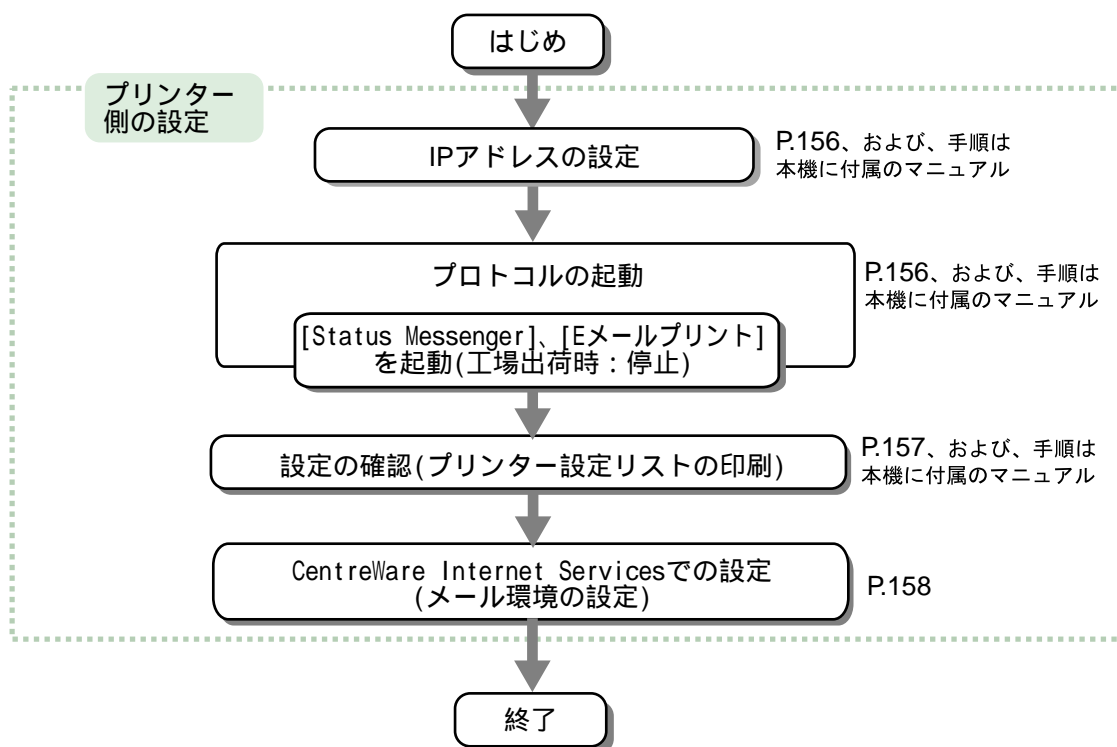 はじめ
プリンター
側の設定
IPアドレスの設定
P.156、および、手順は
本機に付属のマニュアル
プロトコルの起動
P.156、および、手順は
本機に付属のマニュアル
[Status Messenger]、[Eメールプリント]
を起動(工場出荷時：停止)
設定の確認(プリンター設定リストの印刷)
P.157、および、手順は
本機に付属のマニュアル
CentreWare Internet Servicesでの設定
(メール環境の設定)
P.158
終了